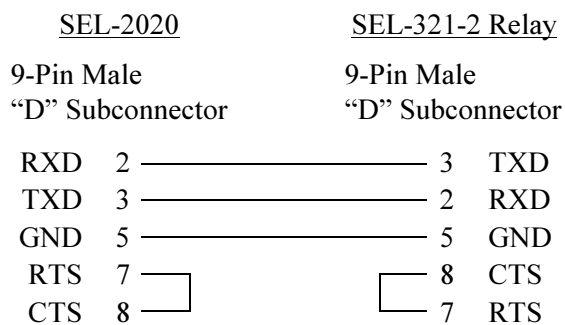 SEL-2020 SEL-321-2 Relay
9-Pin Male 9-Pin Male
“D” Subconnector “D” Subconnector
RXD 2 3 TXD
TXD 3 2 RXD
GND 5 5 GND
RTS 7 8 CTS
CTS 8 7 RTS